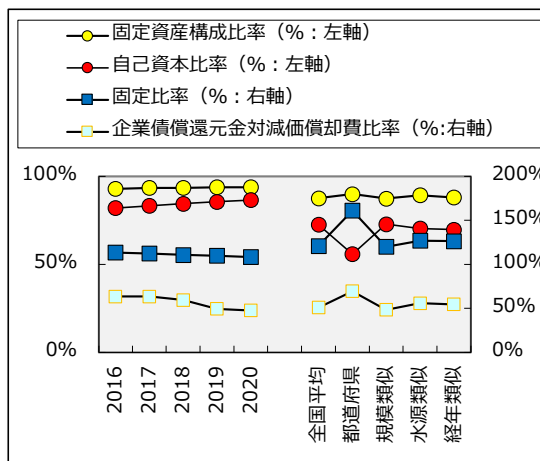 固定資産構成比率（%：左軸）
自己資本比率（%：左軸）
固定比率（%：右軸）
企業債償還元金対減価償却費比率（%:右軸）
100%
50%
0%
200%
150%
100%
50%
0%
2016
2017
2018
2019
2020
全国平均
都道府県
規模類似
水源類似
経年類似